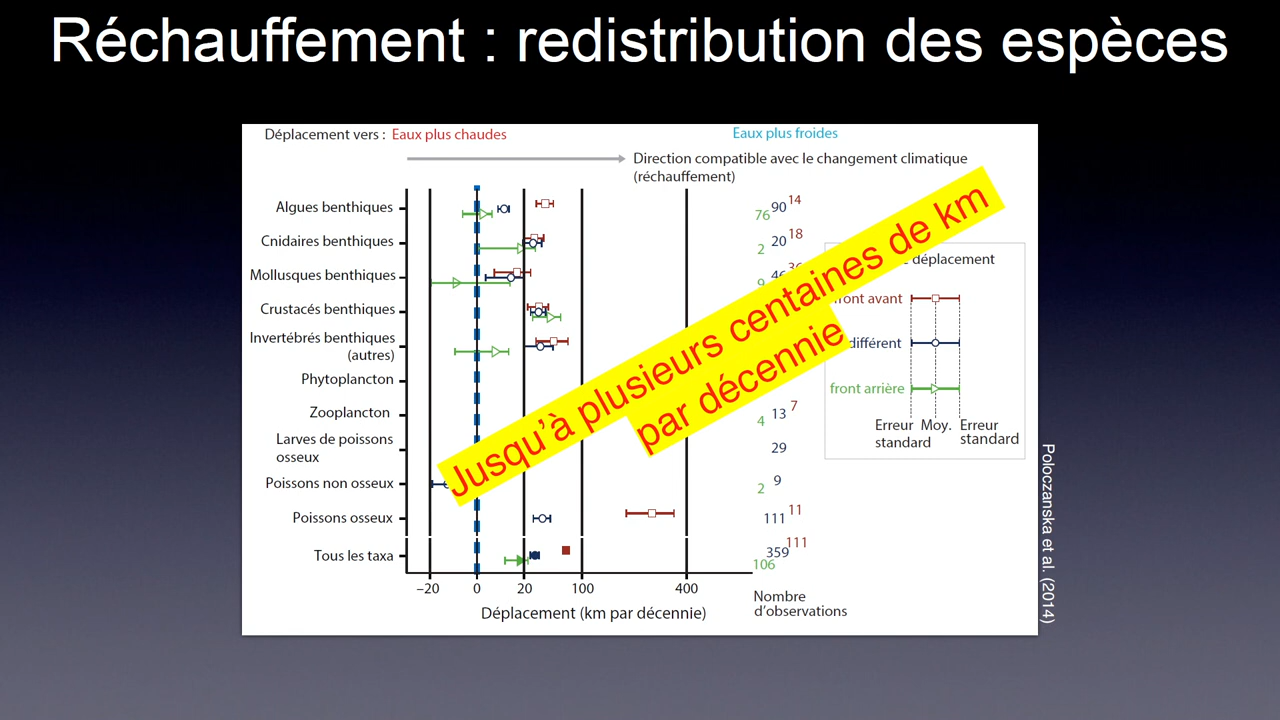 Réchauffement : redistribution des espèces
Déplacement vers : Eaux plus chaudes
Eaux plus froides
Direction compatible avec le changement climatique
(réchauffement)
Algues benthiques
76 90 14
Cnidaires benthiques
2 20 18
Mollusques benthiques
Crustacés benthiques
Invertébrés benthiques
(autres)
Phytoplancton
Zooplancton
4 13 7
Larves de poissons
osseux
29
Poissons non osseux
2 9
Poissons osseux
111 11
Tous les taxa
106 359 111
–20 0 20 100 400
Déplacement (km par décennie)
Nombre
d'observations
déplacement
front avant
différent
front arrière
Erreur Moy. Erreur
standard standard
Jusqu'à plusieurs centaines de km
par décennie
Poloczanska et al. (2014)